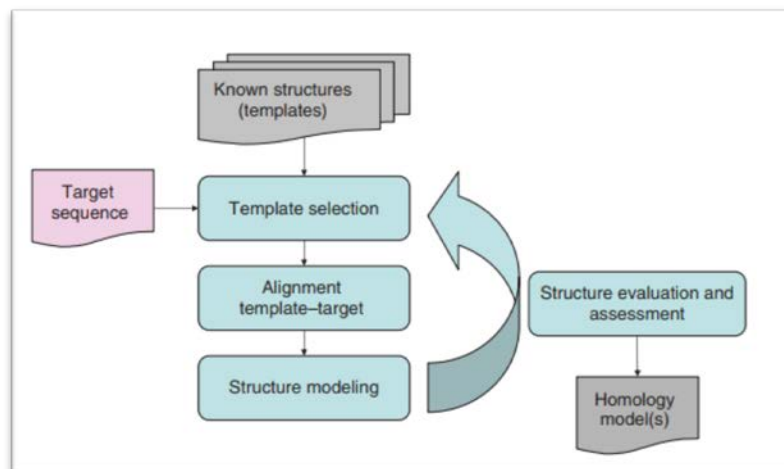 Known structures
(templates)
Target
sequence
Template selection
Alignment
template–target
Structure modeling
Structure evaluation and
assessment
Homology
model(s)